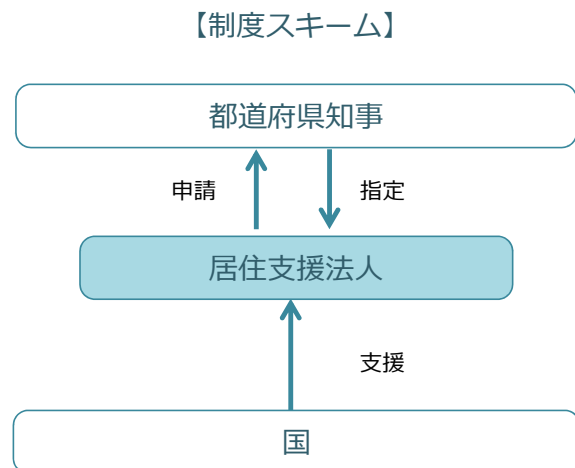 【制度スキーム】
都道府県知事
申請
指定
居住支援法人
支援
国